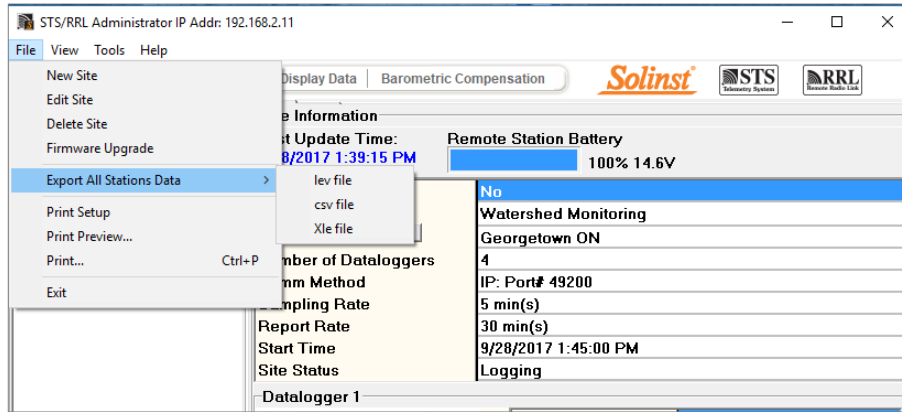 STS/RRL Administrator IP Addr: 192.168.2.11
File View Tools Help
New Site
Edit Site
Delete Site
Firmware Upgrade
Export All Stations Data
Print Setup
Print Preview...
Print... Ctrl+P
Exit
lev file
csv file
Xle file
Display Data Barometric Compensation
Solinst
STS
Telemetry System
RRL
Remote Radio Link
e Information
t Update Time: Remote Station Battery
8/2017 1:39:15 PM 100% 14.6V
No
Watershed Monitoring
Georgetown ON
mber of Dataloggers 4
mm Method IP: Port# 49200
mpling Rate 5 min(s)
Report Rate 30 min(s)
Start Time 9/28/2017 1:45:00 PM
Site Status Logging
Datalogger 1